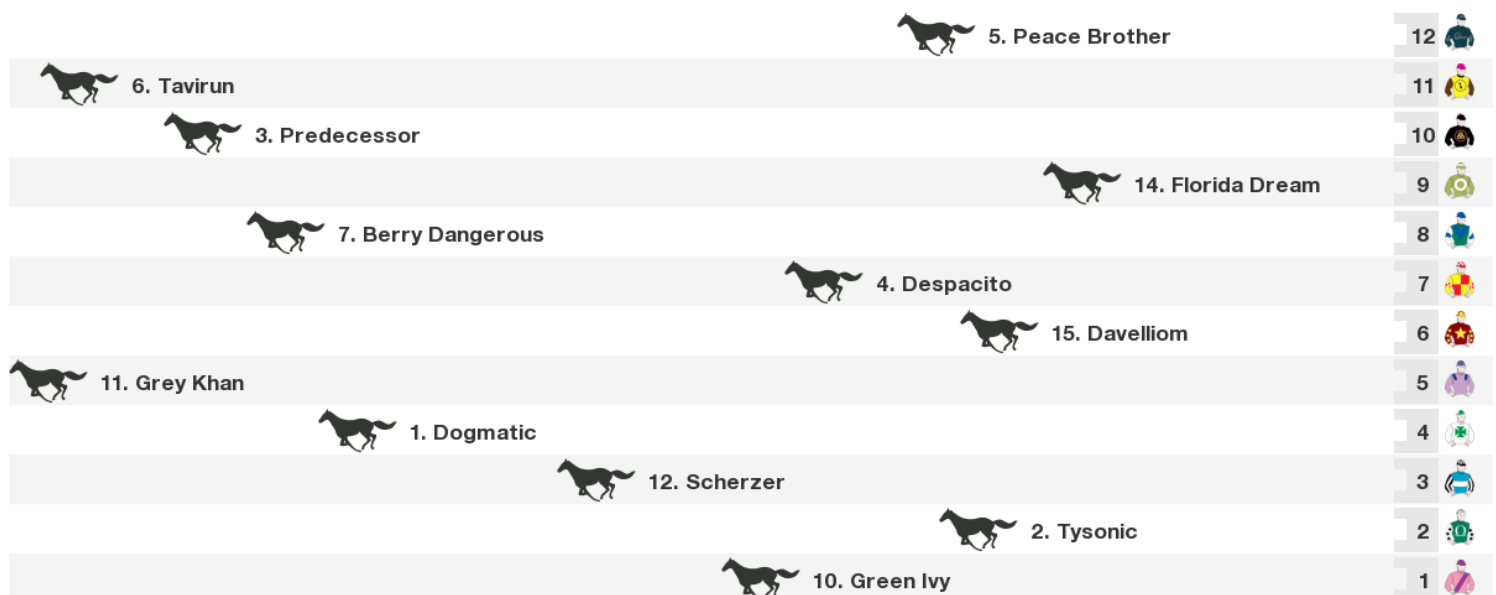 5. Peace Brother 12
6. Tavirun 11
3. Predecessor 10
14. Florida Dream 9
7. Berry Dangerous 8
4. Despacito 7
15. Davelliom 6
11. Grey Khan 5
1. Dogmatic 4
12. Scherzer 3
2. Tysonic 2
10. Green Ivy 1